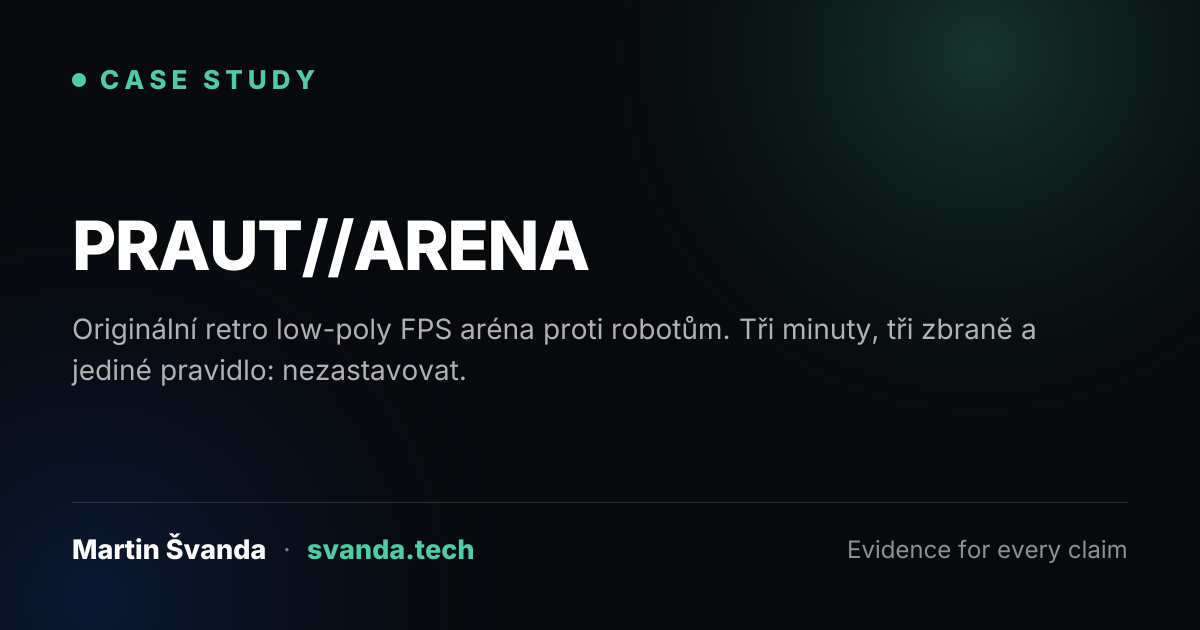 CASE STUDY
PRAUT//ARENA
Originální retro low-poly FPS aréna proti robotům. Tři minuty, tři zbraně a
jediné pravidlo: nezastavovat.
Martin Švanda · svanda.tech
Evidence for every claim